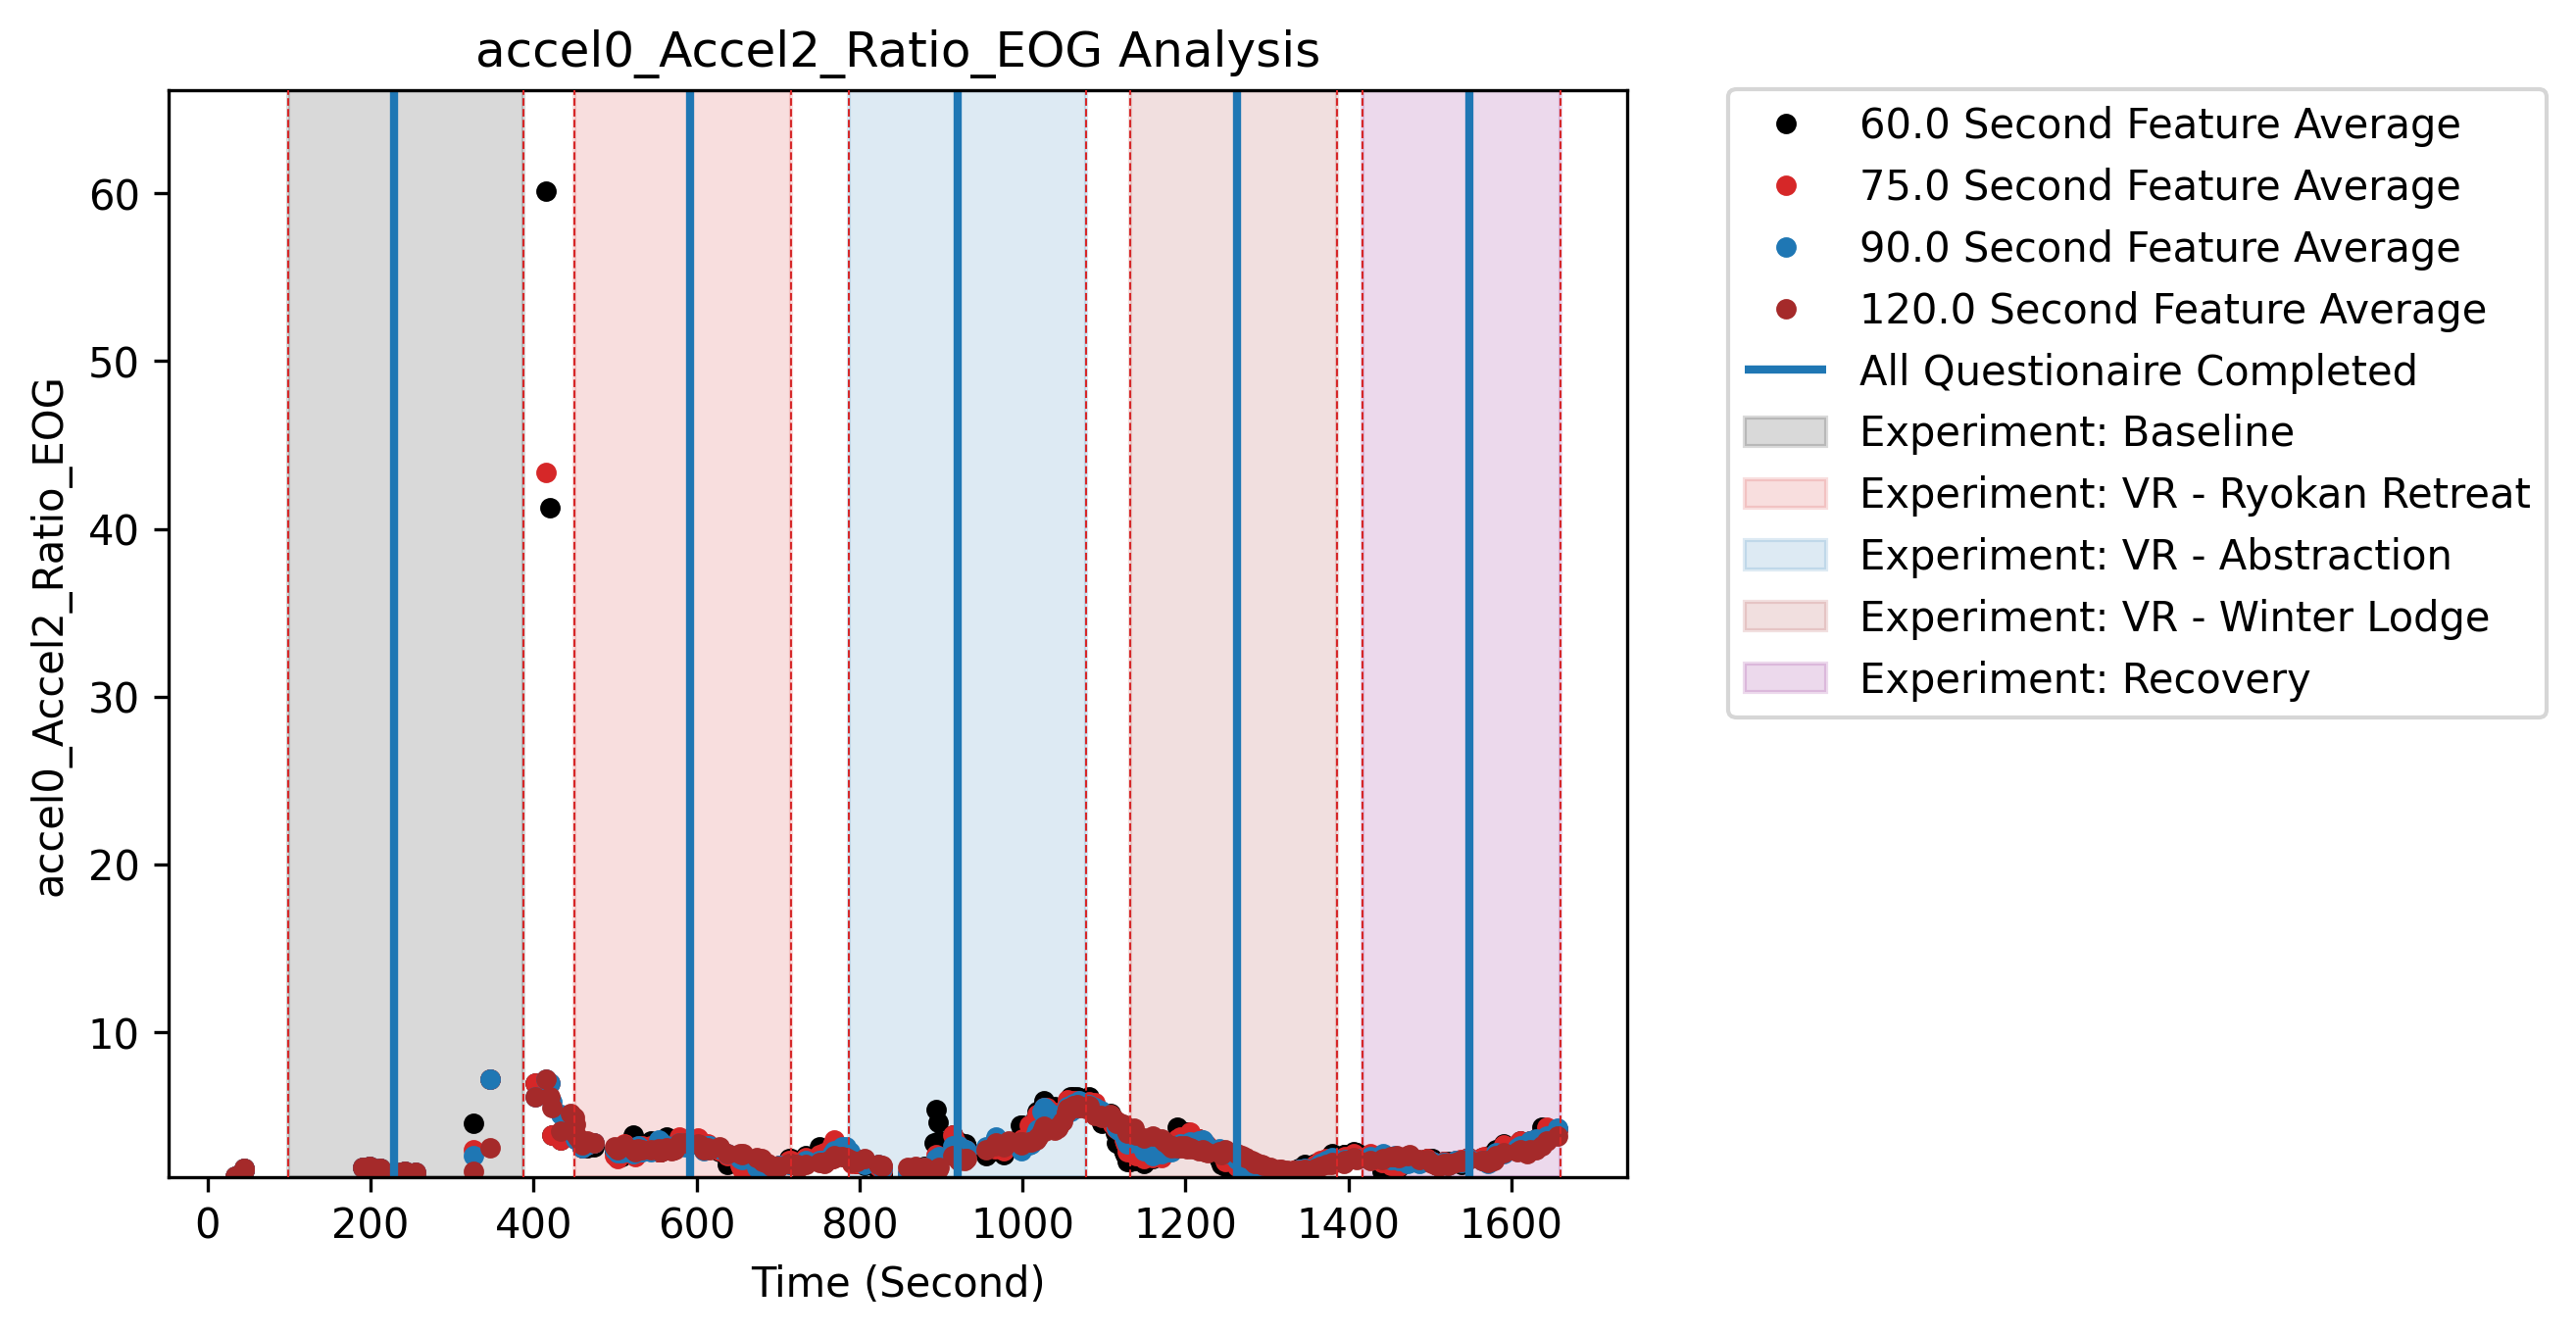 accel0_Accel2_Ratio_EOG Analysis
accel0_Accel2_Ratio_EOG
60
50
40
30
20
10
0 200 400 600 800 1000 1200 1400 1600
Time (Second)
60.0 Second Feature Average
75.0 Second Feature Average
90.0 Second Feature Average
120.0 Second Feature Average
All Questionaire Completed
Experiment: Baseline
Experiment: VR - Ryokan Retreat
Experiment: VR - Abstraction
Experiment: VR - Winter Lodge
Experiment: Recovery